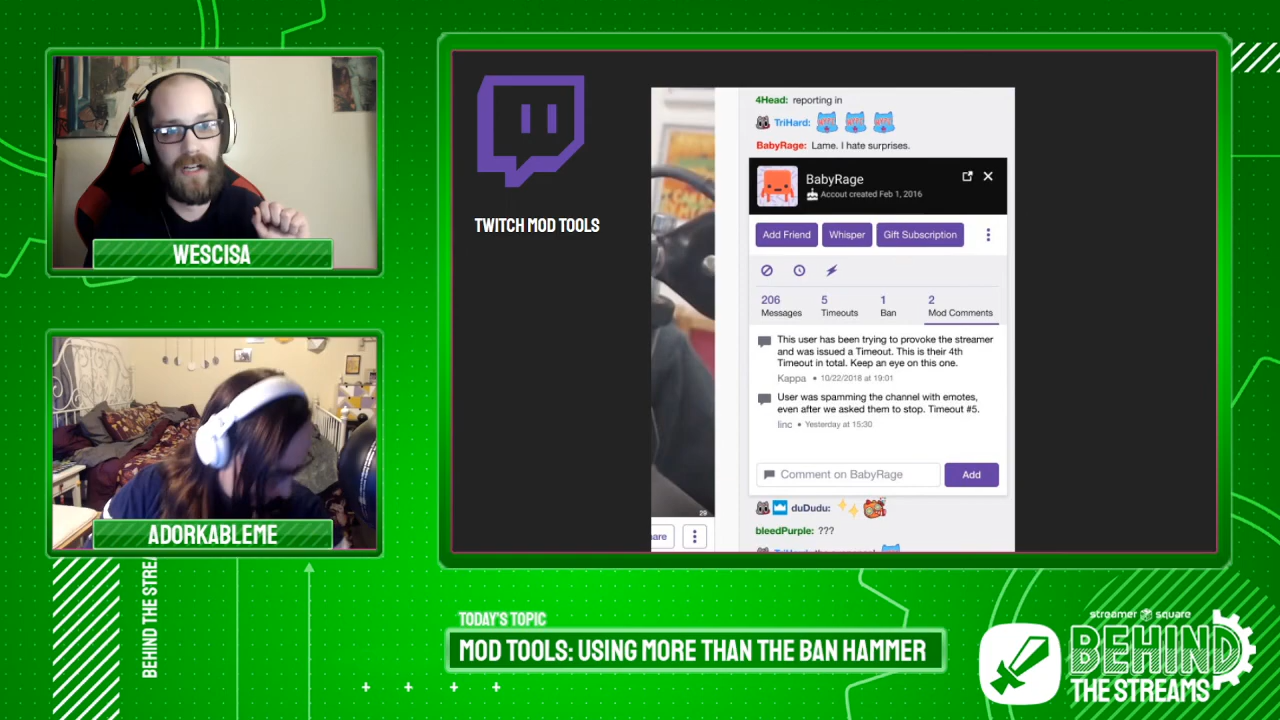 WESCISA
ADORKABLEME
BEHIND THE STREA
TWITCH MOD TOOLS
4Head: reporting in
TriHard:
BabyRage: Lame. I hate surprises.
BabyRage
Accout created Feb 1, 2016
Add Friend Whisper Gift Subscription
206 5 1 2
Messages Timeouts Ban Mod Comments
This user has been trying to provoke the streamer
and was issued a Timeout. This is their 4th
Timeout in total. Keep an eye on this one.
Kappa • 10/22/2018 at 19:01
User was spamming the channel with emotes,
even after we asked them to stop. Timeout #5.
linc • Yesterday at 15:30
Comment on BabyRage Add
duDudu:
bleedPurple: ???
29
are
TODAY'S TOPIC
MOD TOOLS: USING MORE THAN THE BAN HAMMER
streamer square
BEHIND
THE STREAMS